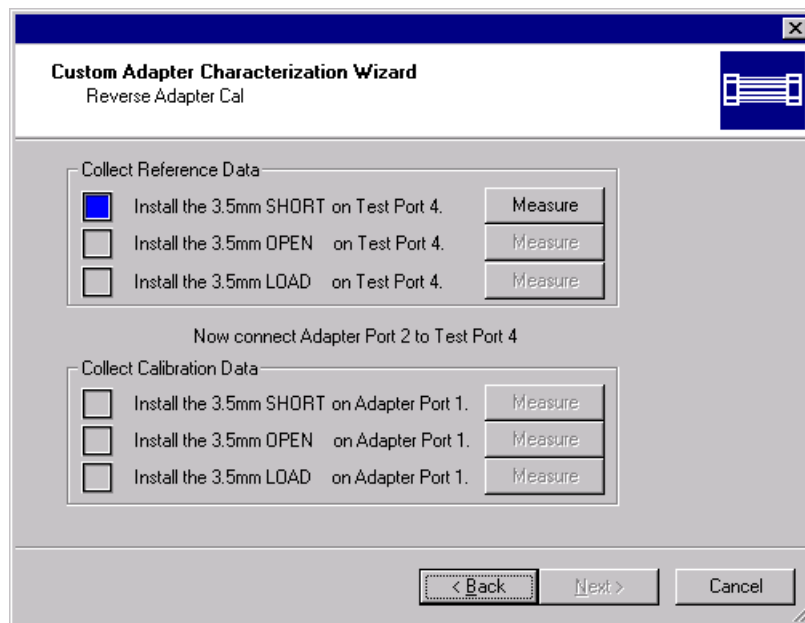 Custom Adapter Characterization Wizard
Reverse Adapter Cal
Collect Reference Data
Install the 3.5mm SHORT on Test Port 4. Measure
Install the 3.5mm OPEN on Test Port 4. Measure
Install the 3.5mm LOAD on Test Port 4. Measure
Now connect Adapter Port 2 to Test Port 4
Collect Calibration Data
Install the 3.5mm SHORT on Adapter Port 1. Measure
Install the 3.5mm OPEN on Adapter Port 1. Measure
Install the 3.5mm LOAD on Adapter Port 1. Measure
< Back Next > Cancel